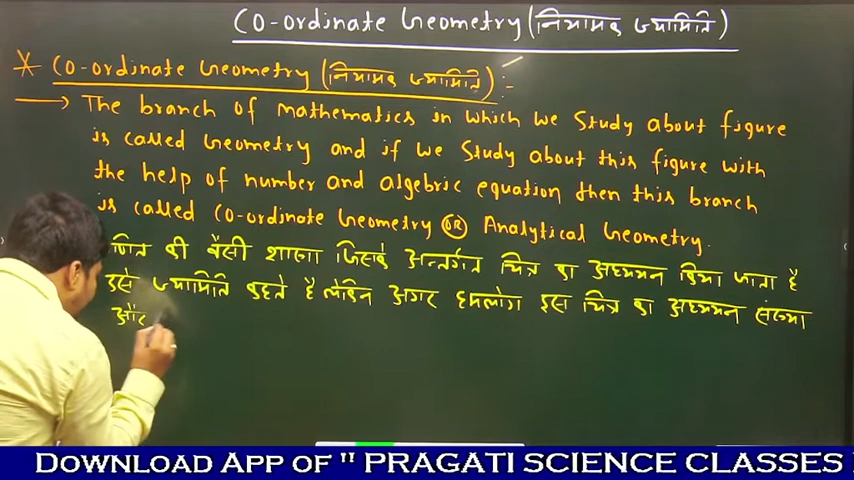 Co-ordinate Geometry (नियामक ज्यामिति)
* Co-ordinate Geometry (नियामक ज्यामिति) :-
→ The branch of mathematics in which we study about figure
is called Geometry and if we study about this figure with
the help of number and algebric equation then this branch
is called Co-ordinate Geometry OR Analytical Geometry.
की वैसी शाखा जिसके अन्तर्गत चित्र का अध्ययन किया जाता है
इसे ज्यामिति कहते है लेकिन अगर हमलोग इस चित्र का अध्ययन संख्या
और
Download App of " PRAGATI SCIENCE CLASSES